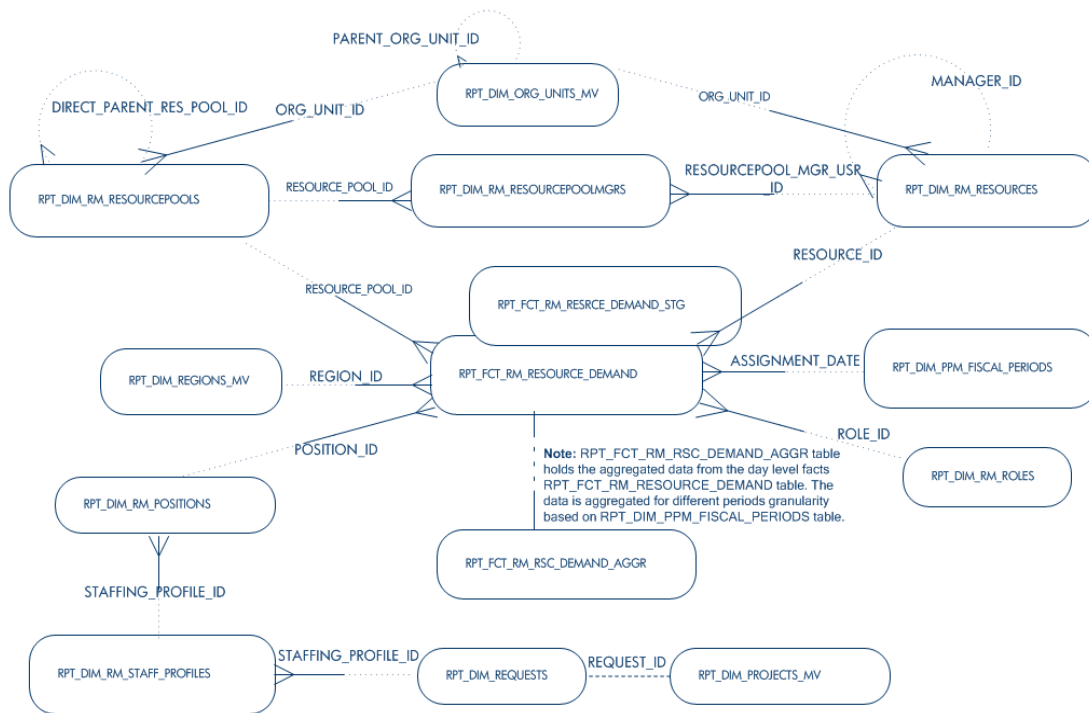 PARENT_ORG_UNIT_ID
RPT_DIM_ORG_UNITS_MV
MANAGER_ID
DIRECT_PARENT_RES_POOL_ID
ORG_UNIT_ID
ORG_UNIT_ID
RPT_DIM_RM_RESOURCEPOOLS
RESOURCE_POOL_ID
RPT_DIM_RM_RESOURCEPOOLMGRS
RESOURCEPOOL_MGR_USR
_ID
RPT_DIM_RM_RESOURCES
RESOURCE_ID
RESOURCE_POOL_ID
RPT_FCT_RM_RESRCE_DEMAND_STG
RPT_DIM_REGIONS_MV
REGION_ID
RPT_FCT_RM_RESOURCE_DEMAND
ASSIGNMENT_DATE
RPT_DIM_PPM_FISCAL_PERIODS
POSITION_ID
ROLE_ID
Note: RPT_FCT_RM_RSC_DEMAND_AGGR table
holds the aggregated data from the day level facts
RPT_FCT_RM_RESOURCE_DEMAND table. The
data is aggregated for different periods granularity
based on RPT_DIM_PPM_FISCAL_PERIODS table.
RPT_DIM_RM_ROLES
RPT_DIM_RM_POSITIONS
RPT_FCT_RM_RSC_DEMAND_AGGR
STAFFING_PROFILE_ID
RPT_DIM_RM_STAFF_PROFILES
STAFFING_PROFILE_ID
RPT_DIM_REQUESTS
REQUEST_ID
RPT_DIM_PROJECTS_MV